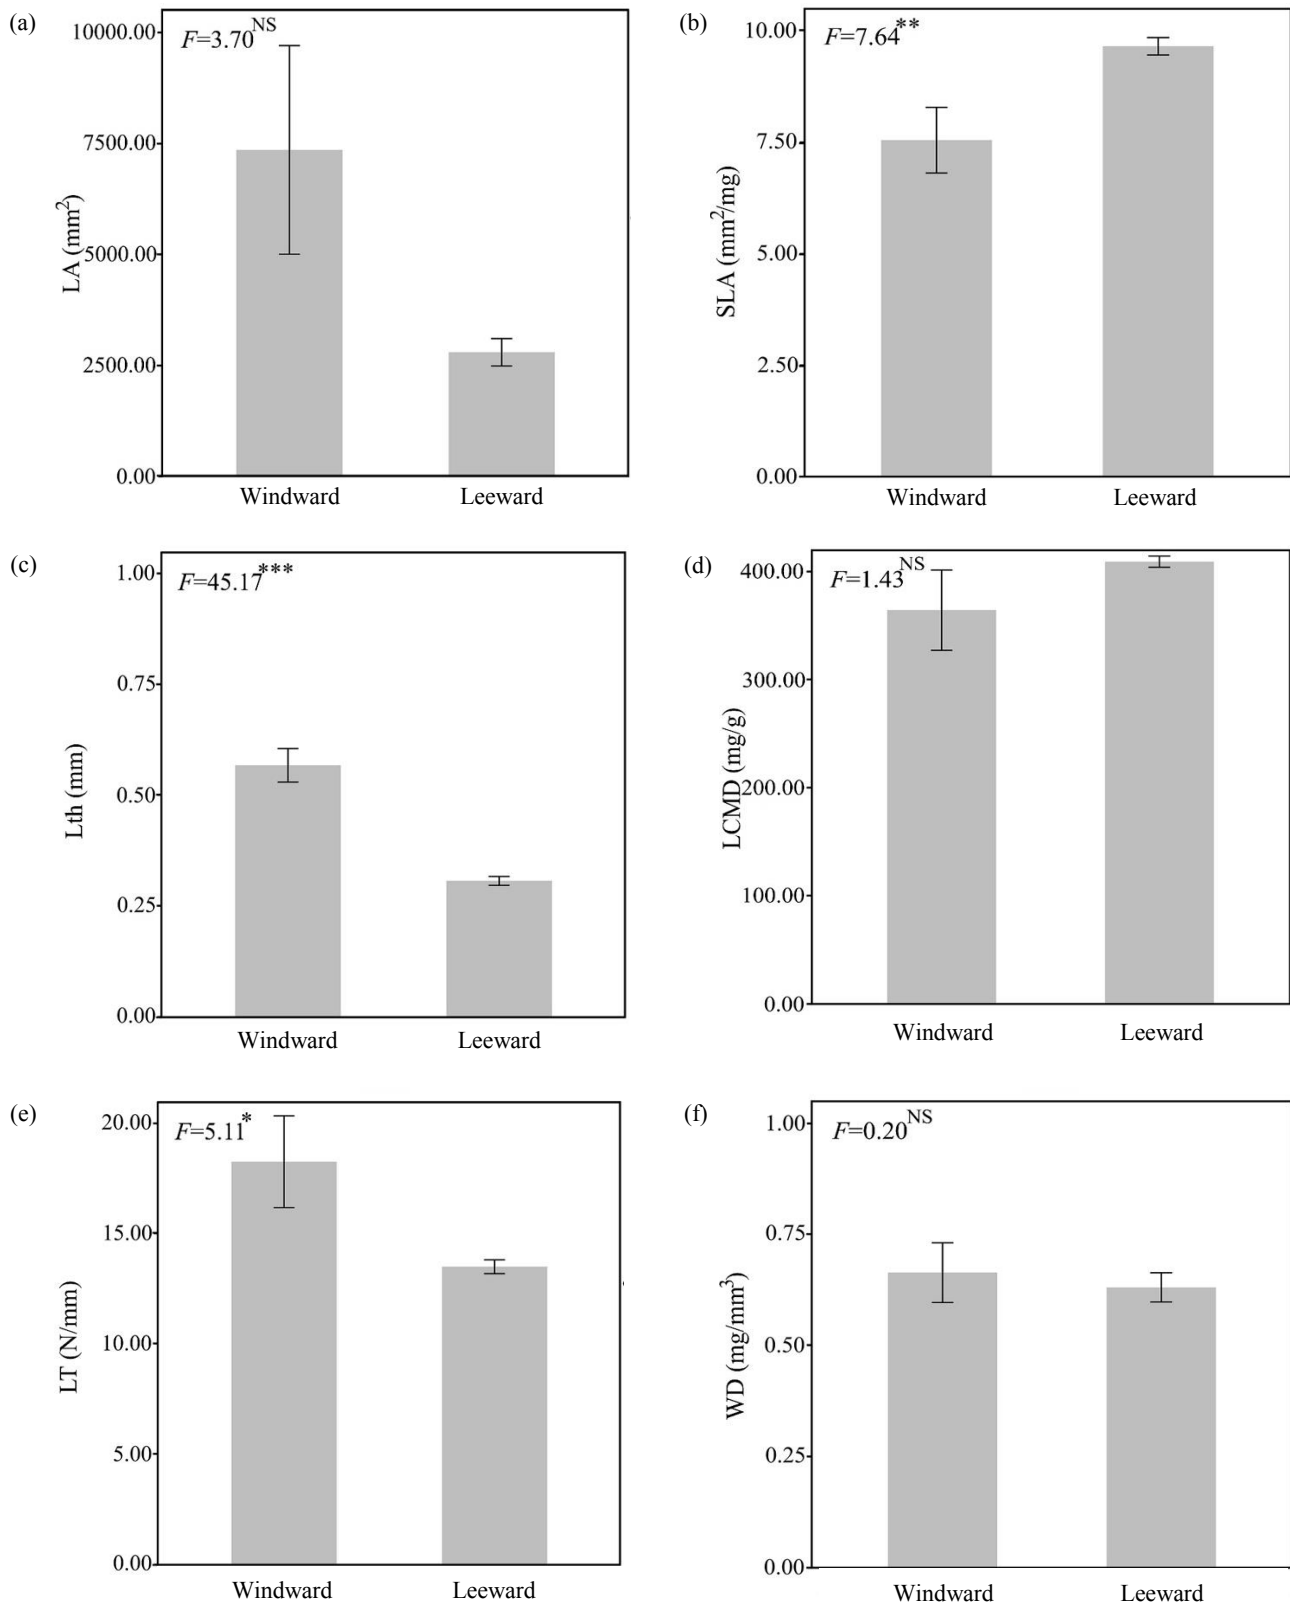 (a)
F=3.70NS
10000.00
7500.00
5000.00
2500.00
0.00
LA (mm2)
Windward Leeward
(b)
F=7.64**
10.00
7.50
5.00
2.50
0.00
SLA (mm2/mg)
Windward Leeward
(c)
F=45.17***
1.00
0.75
0.50
0.25
0.00
Lth (mm)
Windward Leeward
(d)
F=1.43NS
400.00
300.00
200.00
100.00
0.00
LCMD (mg/g)
Windward Leeward
(e)
F=5.11*
20.00
15.00
10.00
5.00
0.00
LT (N/mm)
Windward Leeward
(f)
F=0.20NS
1.00
0.75
0.50
0.25
0.00
WD (mg/mm3)
Windward Leeward